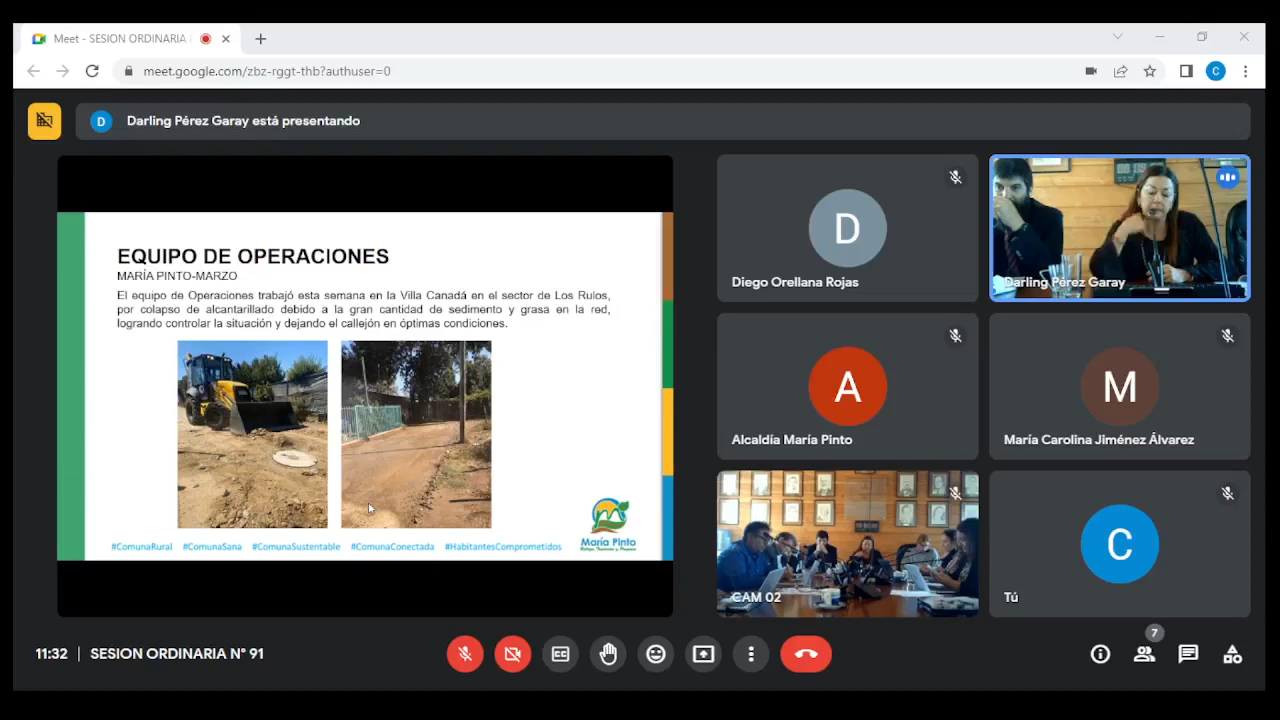 Meet - SESION ORDINARIA
meet.google.com/zbz-rggt-thb?authuser=0
C
D
Darling Pérez Garay está presentando
EQUIPO DE OPERACIONES
MARÍA PINTO-MARZO
El equipo de Operaciones trabajó esta semana en la Villa Canadá en el sector de Los Rulos,
por colapso de alcantarillado debido a la gran cantidad de sedimento y grasa en la red,
logrando controlar la situación y dejando el callejón en óptimas condiciones.
María Pinto
#ComunaRural #ComunaSana #ComunaSustentable #ComunaConectada #HabitantesComprometidos
D
Diego Orellana Rojas
Darling Pérez Garay
A
Alcaldía María Pinto
M
María Carolina Jiménez Álvarez
CAM 02
C
Tú
11:32 | SESION ORDINARIA N° 91
7